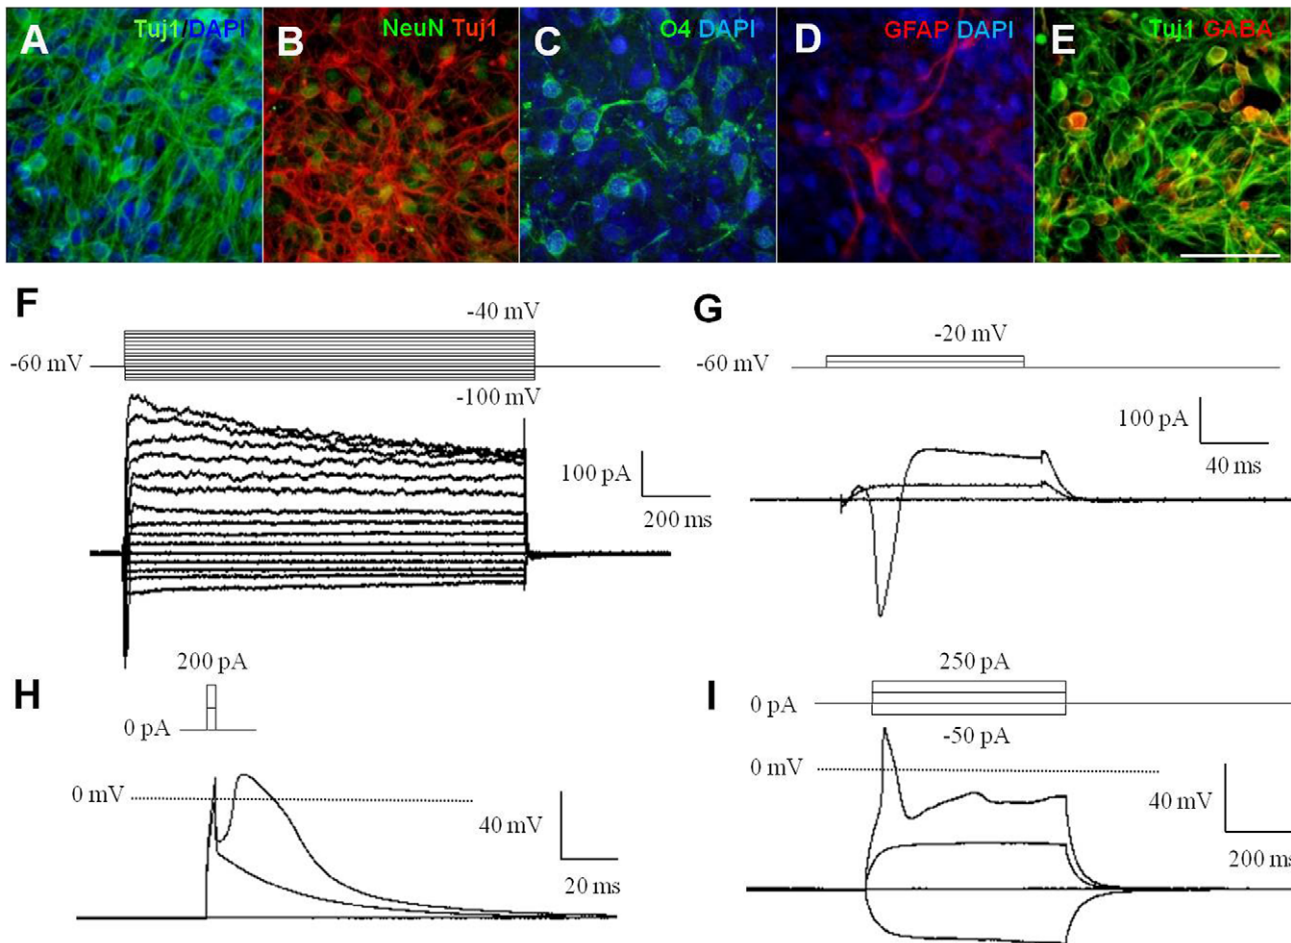 A Tuj1/DAPI
B NeuN Tuj1
C O4 DAPI
D GFAP DAPI
E Tuj1 GABA
F
-40 mV
-60 mV
-100 mV
100 pA
200 ms
G
-20 mV
-60 mV
100 pA
40 ms
H
200 pA
0 pA
0 mV
40 mV
20 ms
I
250 pA
0 pA
-50 pA
0 mV
40 mV
200 ms